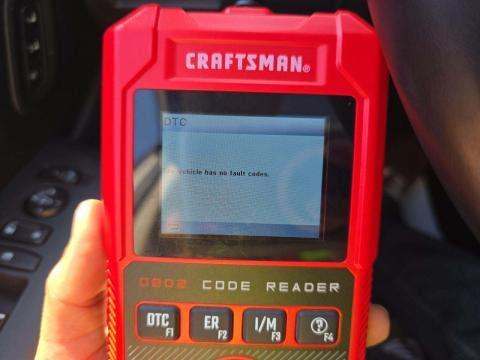 CRAFTSMAN®
DTC
vehicle has no fault codes.
OBD2 CODE READER
DTC F1
ER F2
I/M F3
? F4